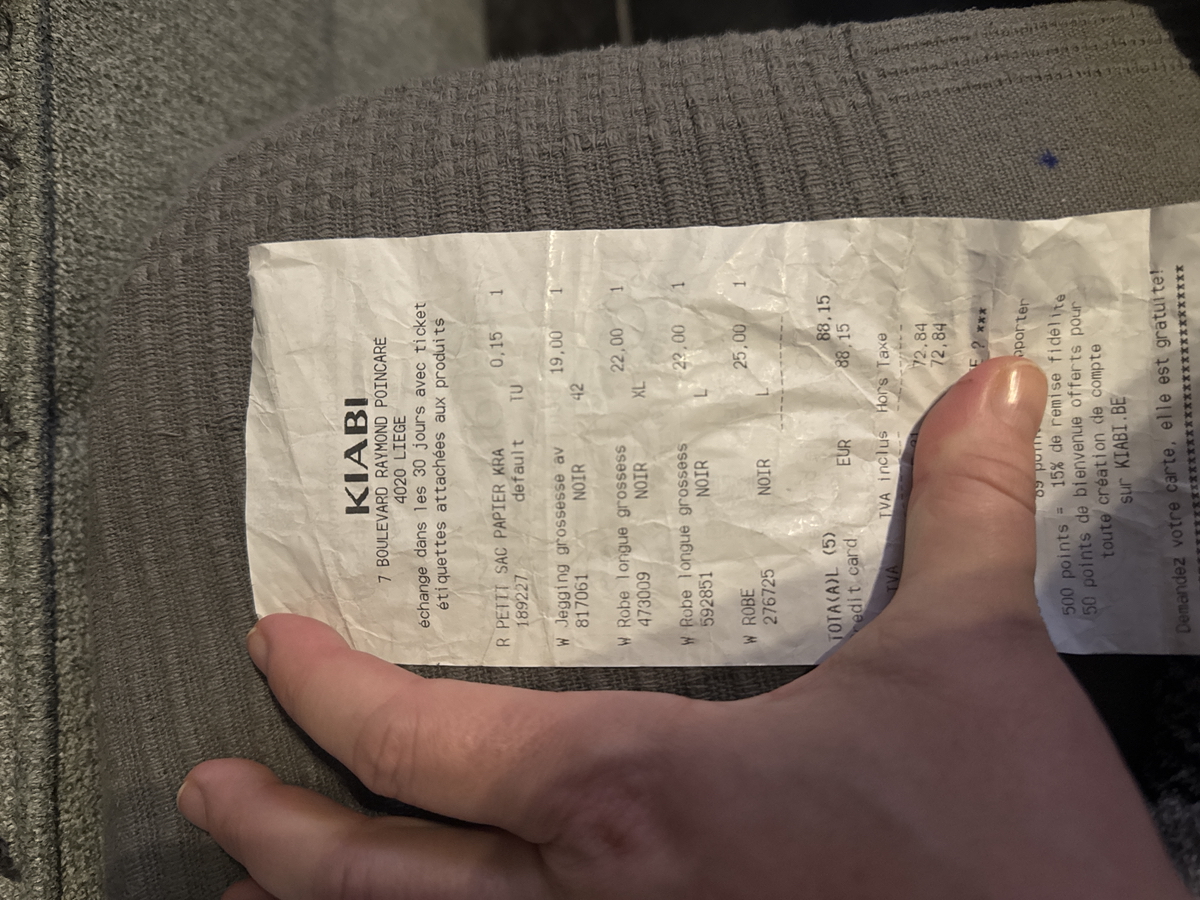 KIABI
7 BOULEVARD RAYMOND POINCARÉ
4020 LIEGE
échange dans les 30 jours avec ticket
étiquettes attachées aux produits
R PETIT SAC PAPIER KRA 0,15 1
189227 default TU
W Jegging grossesse av 19,00 1
817061 NOIR 42
W Robe longue grossess 22,00 1
473009 NOIR XL
W Robe longue grossess 22,00 1
592851 NOIR L
W ROBE 25,00 1
276725 NOIR L
TOTA(A)L (5) 88,15
edit card EUR 88,15
TVA TVA inclus Hors Taxe
72,84
72,84
? ***
500 points = 15% de remise fidélité
50 points de bienvenue offerts pour
toute création de compte
sur KIABI.BE
Demandez votre carte, elle est gratuite!